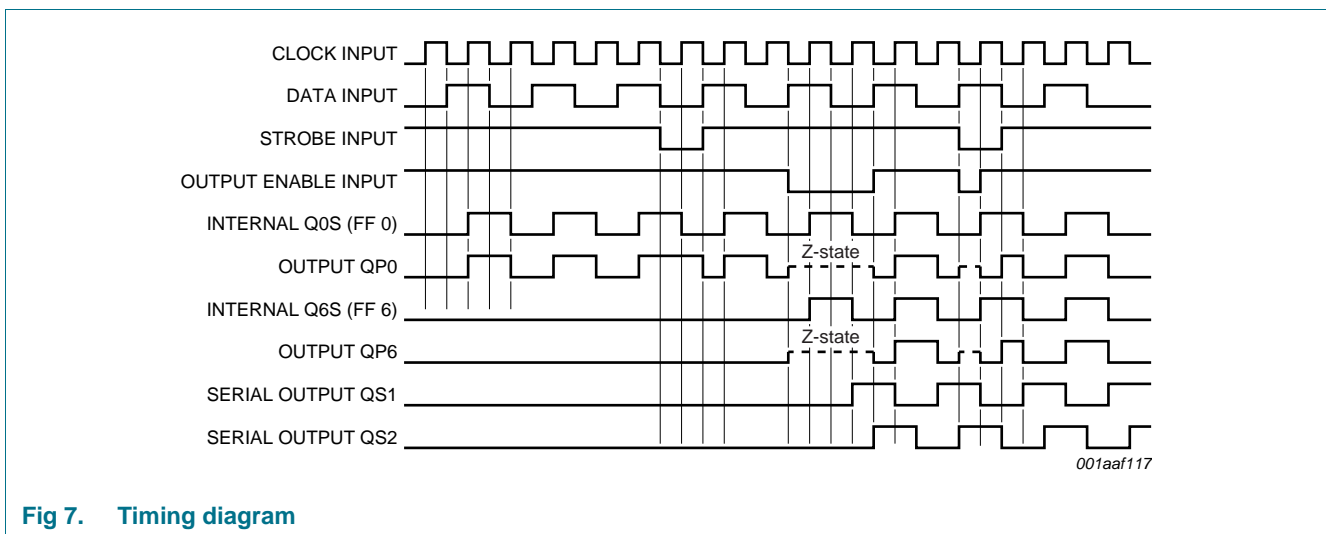 CLOCK INPUT
DATA INPUT
STROBE INPUT
OUTPUT ENABLE INPUT
INTERNAL Q0S (FF 0)
Z-state
OUTPUT QP0
INTERNAL Q6S (FF 6)
Z-state
OUTPUT QP6
SERIAL OUTPUT QS1
SERIAL OUTPUT QS2
001aaf117
Fig 7. Timing diagram